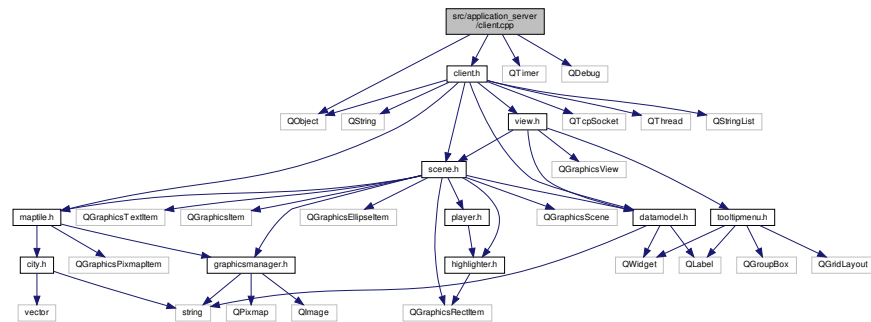 src/application_server
/client.cpp
client.h
QTimer
QDebug
QObject
QString
view.h
QTcpSocket
QThread
QStringList
scene.h
QGraphicsView
maptile.h
QGraphicsTextItem
QGraphicsItem
QGraphicsEllipseItem
player.h
QGraphicsScene
datamodel.h
tooltipmenu.h
city.h
QGraphicsPixmapItem
graphicsmanager.h
highlighter.h
QWidget
QLabel
QGroupBox
QGridLayout
vector
string
QPixmap
QImage
QGraphicsRectItem